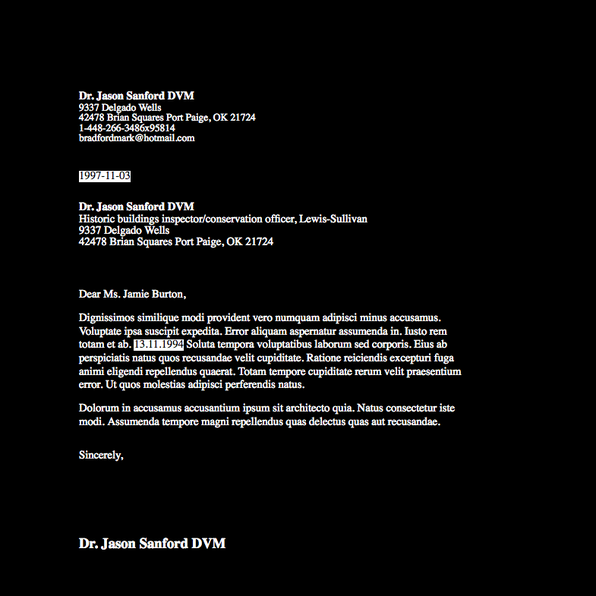 Dr. Jason Sanford DVM
9337 Delgado Wells
42478 Brian Squares Port Paige, OK 21724
1-448-266-3486x95814
bradfordmark@hotmail.com
1997-11-03
Dr. Jason Sanford DVM
Historic buildings inspector/conservation officer, Lewis-Sullivan
9337 Delgado Wells
42478 Brian Squares Port Paige, OK 21724
Dear Ms. Jamie Burton,
Dignissimos similique modi provident vero numquam adipisci minus accusamus.
Voluptate ipsa suscipit expedita. Error aliquam aspernatur assumenda in. Iusto rem
totam et ab. 13.11.1994 Soluta tempora voluptatibus laborum sed corporis. Eius ab
perspiciatis natus quos recusandae velit cupiditate. Ratione reiciendis excepturi fuga
animi eligendi repellendus quaerat. Totam tempore cupiditate rerum velit praesentium
error. Ut quos molestias adipisci perferendis natus.
Dolorum in accusamus accusantium ipsum sit architecto quia. Natus consectetur iste
modi. Assumenda tempore magni repellendus quas delectus quas aut recusandae.
Sincerely,
Dr. Jason Sanford DVM